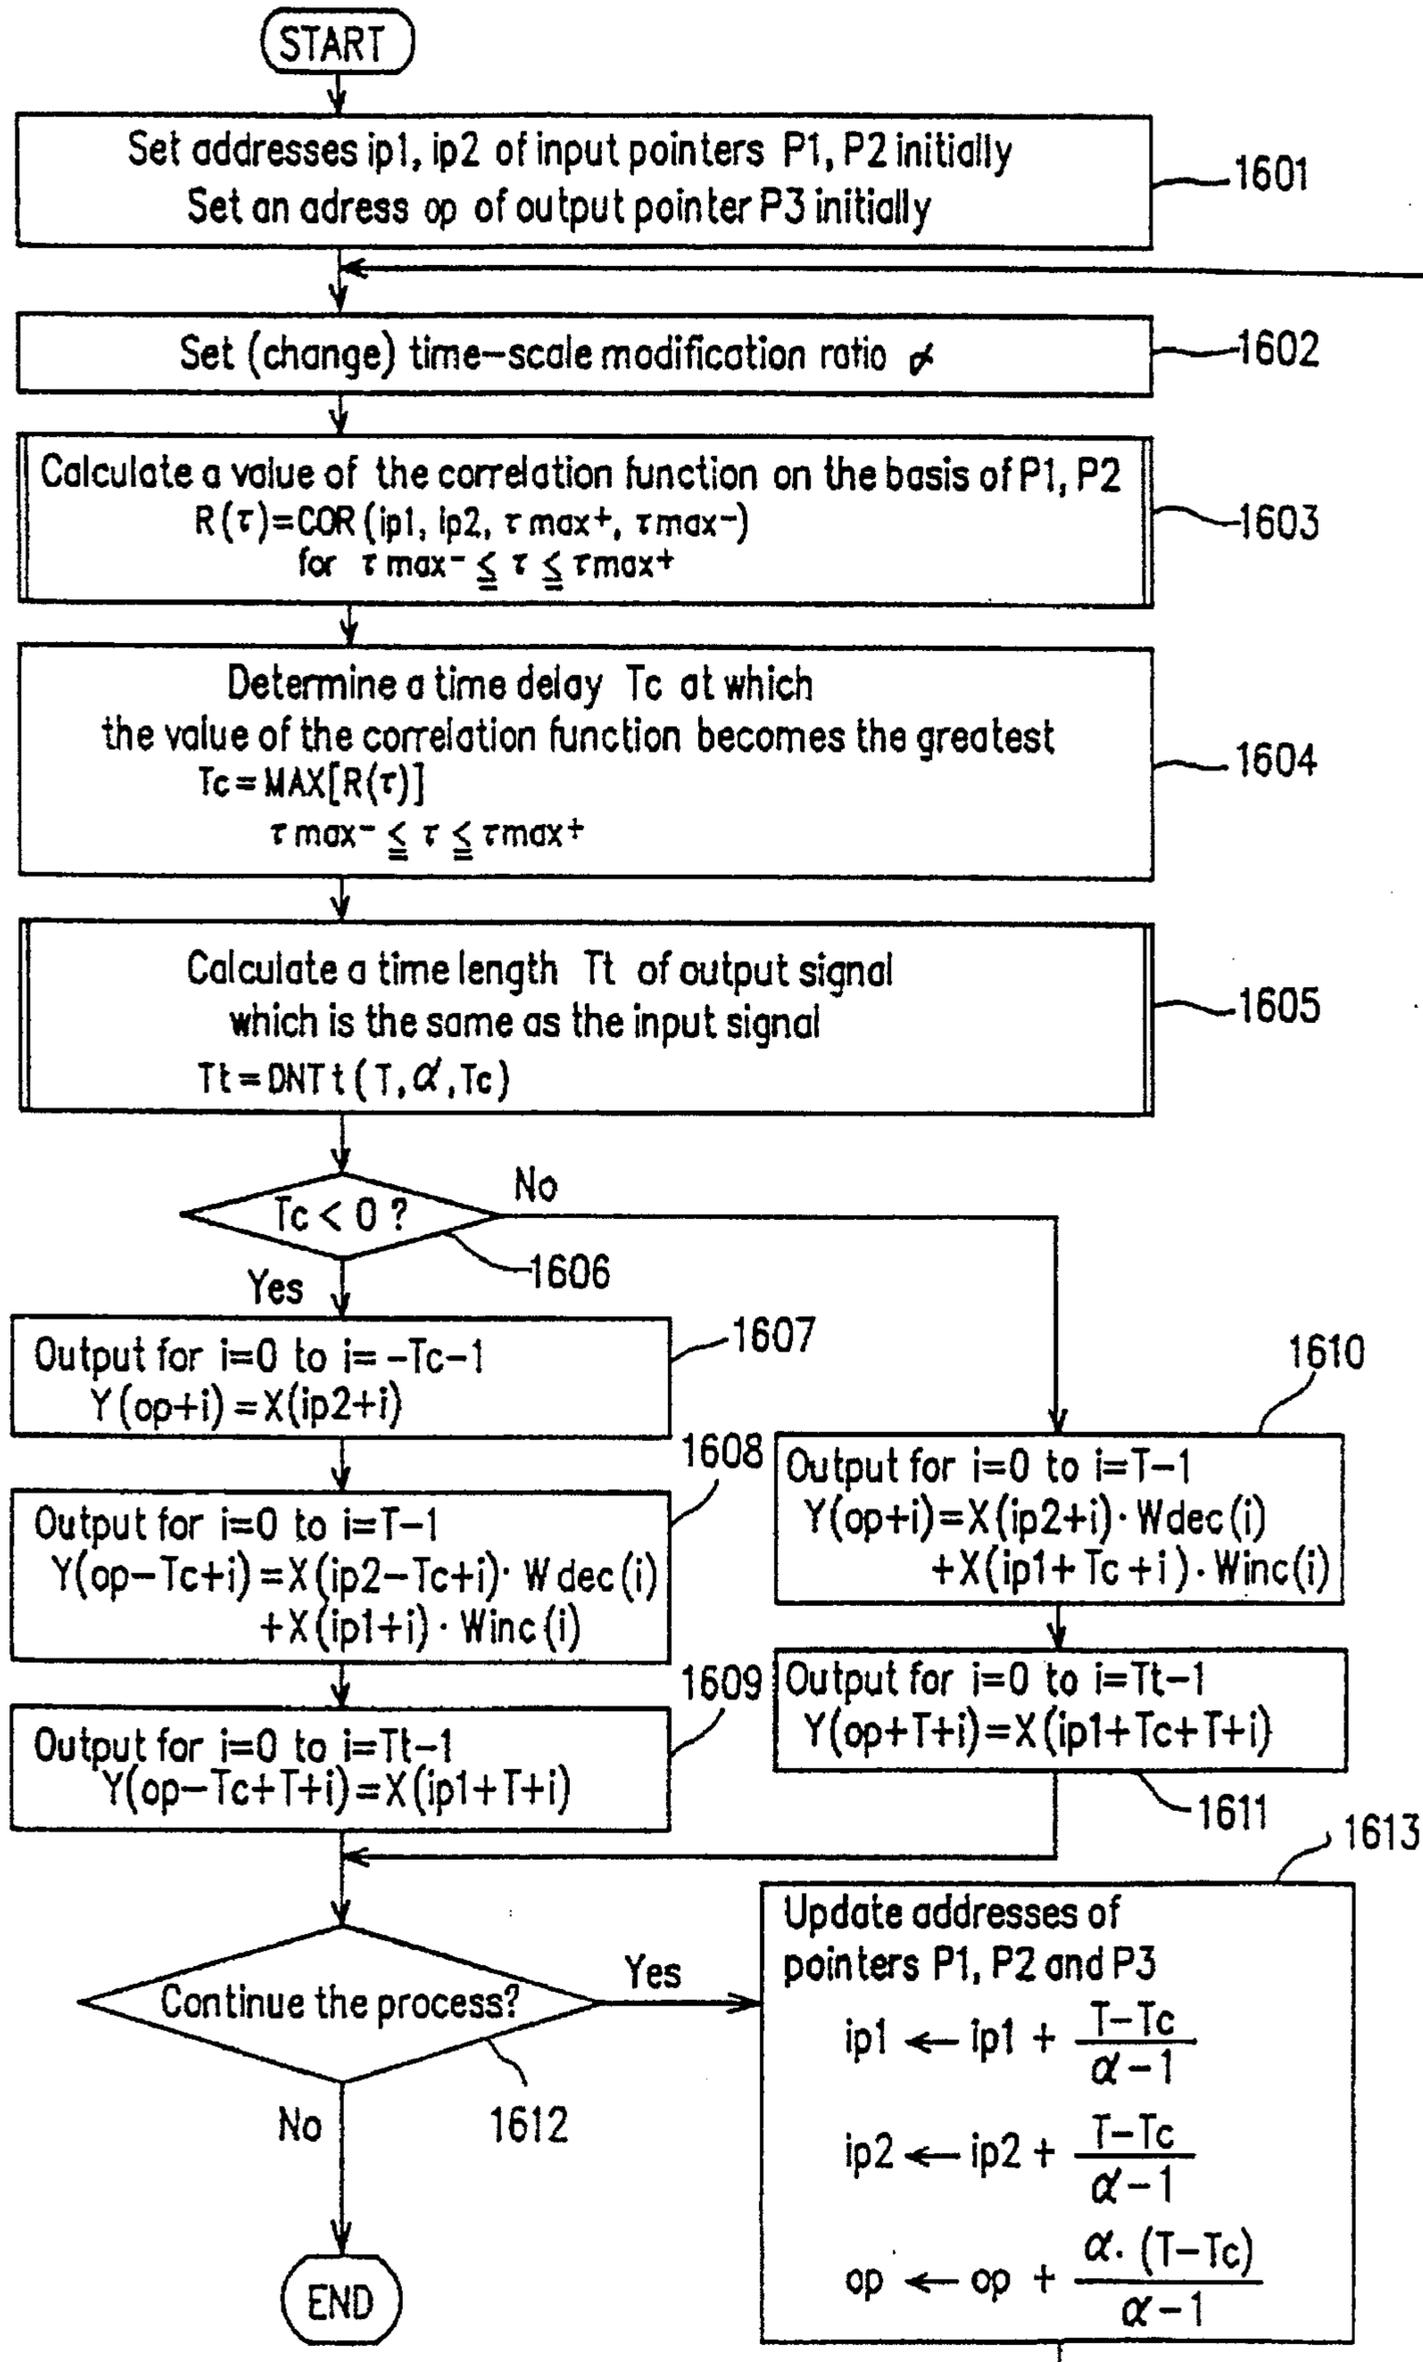 START
Set addresses ip1, ip2 of input pointers P1, P2 initially
Set an adress op of output pointer P3 initially
1601
Set (change) time-scale modification ratio α
1602
Calculate a value of the correlation function on the basis of P1, P2
R(τ)=COR(ip1, ip2, τmax+, τmax-)
for τmax- ≦ τ ≦ τmax+
1603
Determine a time delay Tc at which
the value of the correlation function becomes the greatest
Tc=MAX[R(τ)]
τmax- ≦ τ ≦ τmax+
1604
Calculate a time length Tt of output signal
which is the same as the input signal
Tt=DNTt(T,α,Tc)
1605
Tc < 0 ?
No
1606
Yes
Output for i=0 to i= -Tc-1
Y(op+i)=X(ip2+i)
1607
Output for i=0 to i=T-1
Y(op-Tc+i)=X(ip2-Tc+i)·Wdec(i)
+X(ip1+i)·Winc(i)
1608
Output for i=0 to i=Tt-1
Y(op-Tc+T+i)=X(ip1+T+i)
1609
1610
Output for i=0 to i=T-1
Y(op+i)=X(ip2+i)·Wdec(i)
+X(ip1+Tc+i)·Winc(i)
Output for i=0 to i=Tt-1
Y(op+T+i)=X(ip1+Tc+T+i)
1611
Continue the process?
Yes
1612
No
END
1613
Update addresses of
pointers P1, P2 and P3
ip1 ← ip1 + T-Tc
α-1
ip2 ← ip2 + T-Tc
α-1
op ← op + α·(T-Tc)
α-1